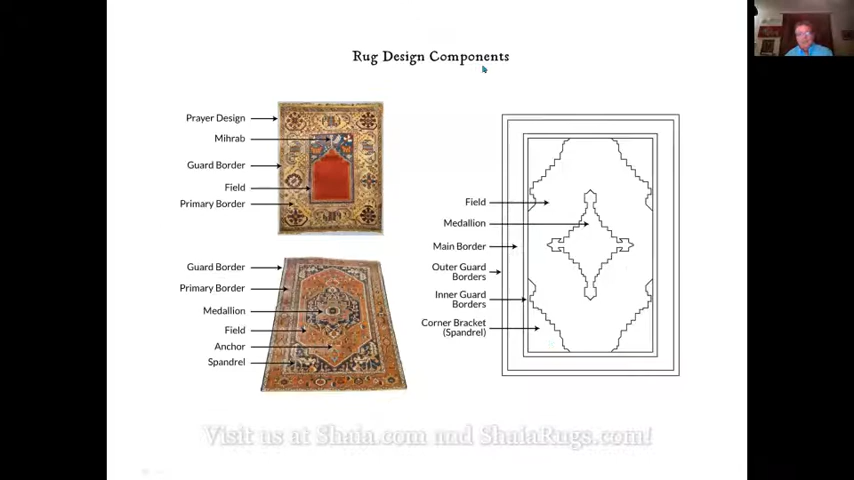 Rug Design Components
Prayer Design
Mihrab
Guard Border
Field
Primary Border
Guard Border
Primary Border
Medallion
Field
Anchor
Spandrel
Field
Medallion
Main Border
Outer Guard
Borders
Inner Guard
Borders
Corner Bracket
(Spandrel)
Visit us at Shaia.com and ShaiaRugs.com!